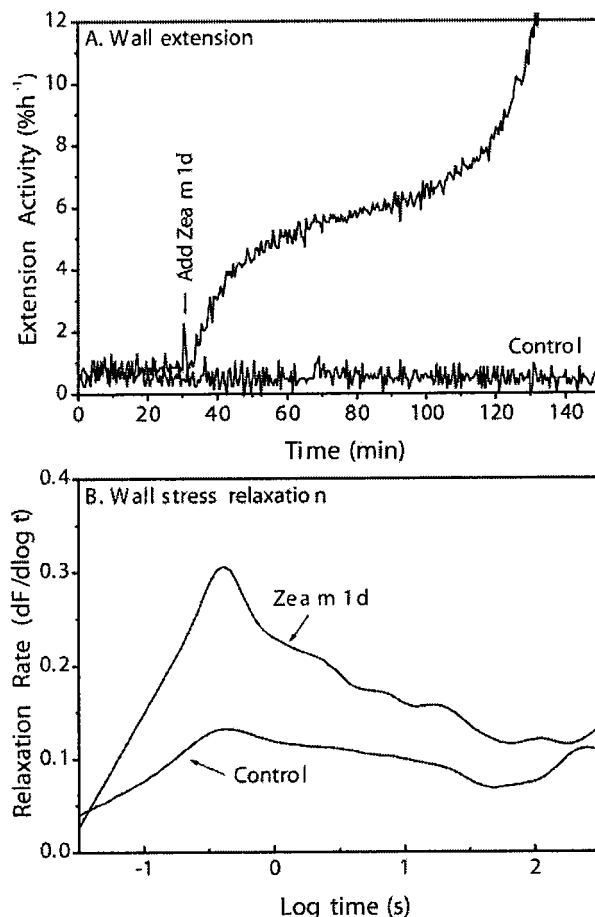 A. Wall extension
12
10
8
6
4
2
0
Extension Activity (%h⁻¹)
Add Zea m 1d
Control
0 20 40 60 80 100 120 140
Time (min)
B. Wall stress relaxation
0.4
0.3
0.2
0.1
0.0
Relaxation Rate (dF/dlog t)
Zea m 1d
Control
-1 0 1 2
Log time (s)